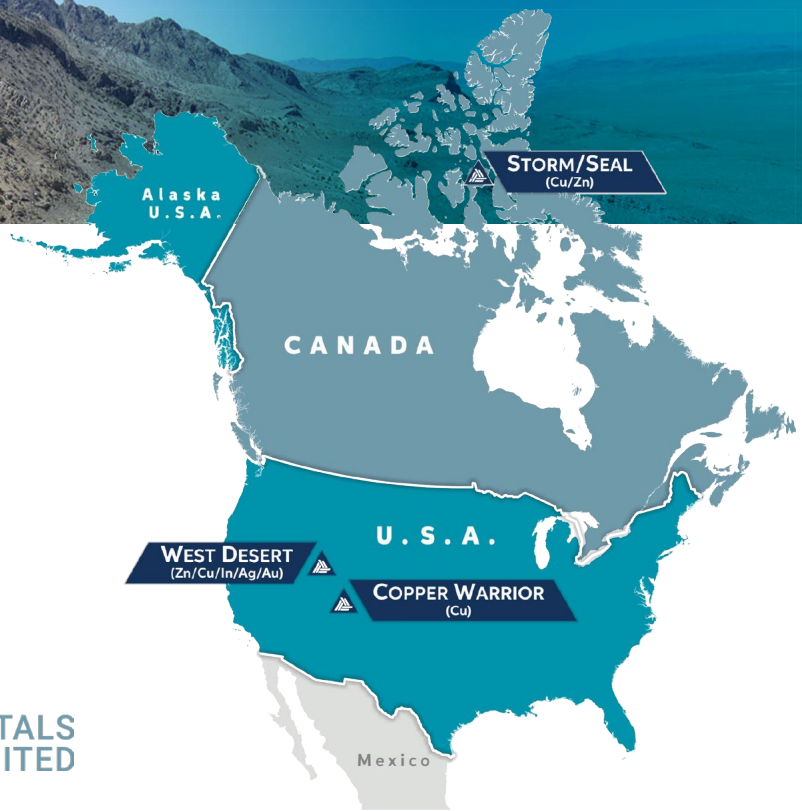 STORM/SEAL
(Cu/Zn)
Alaska
U.S.A.
CANADA
U.S.A.
WEST DESERT
(Zn/Cu/In/Ag/Au)
COPPER WARRIOR
(Cu)
TALS
ITED
Mexico